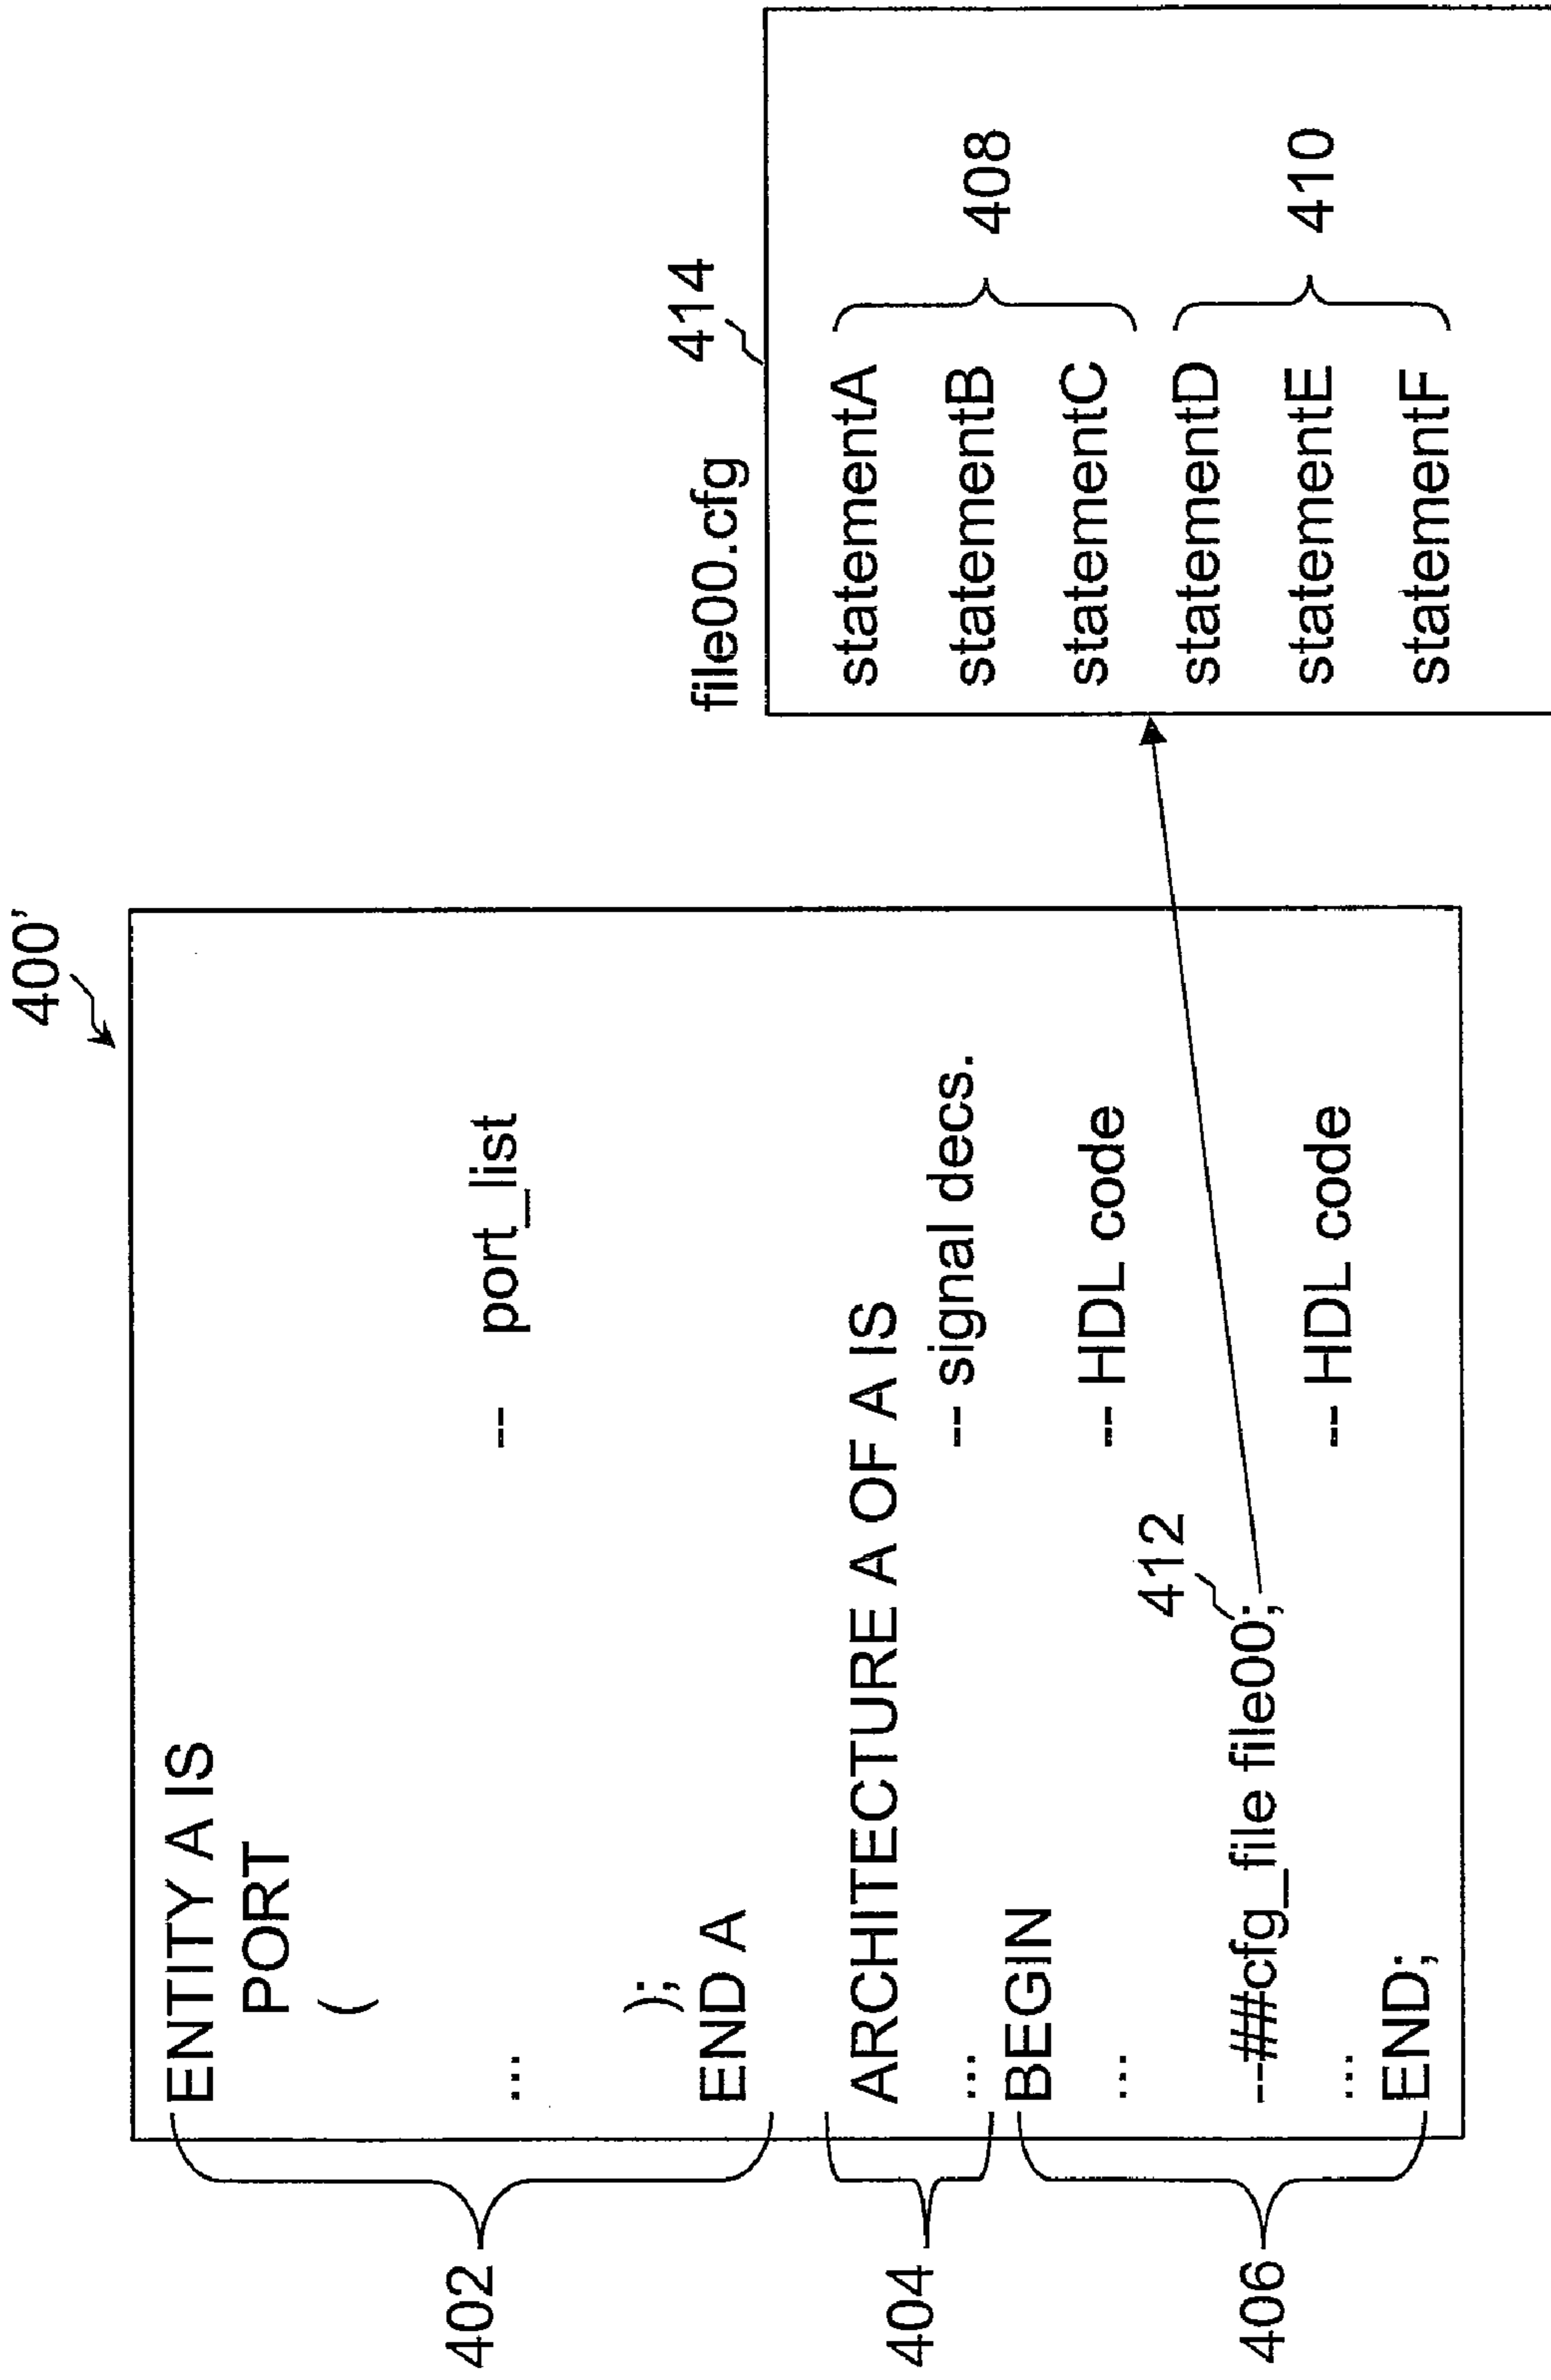 400'
ENTITY A IS
PORT
(
... -- port_list
);
END A
402
ARCHITECTURE A OF A IS
... -- signal decs.
404
BEGIN
... -- HDL code
412
--##cfg_file file00;
... -- HDL code
END;
406
file00.cfg 414
statementA
statementB
statementC
408
statementD
statementE
statementF
410